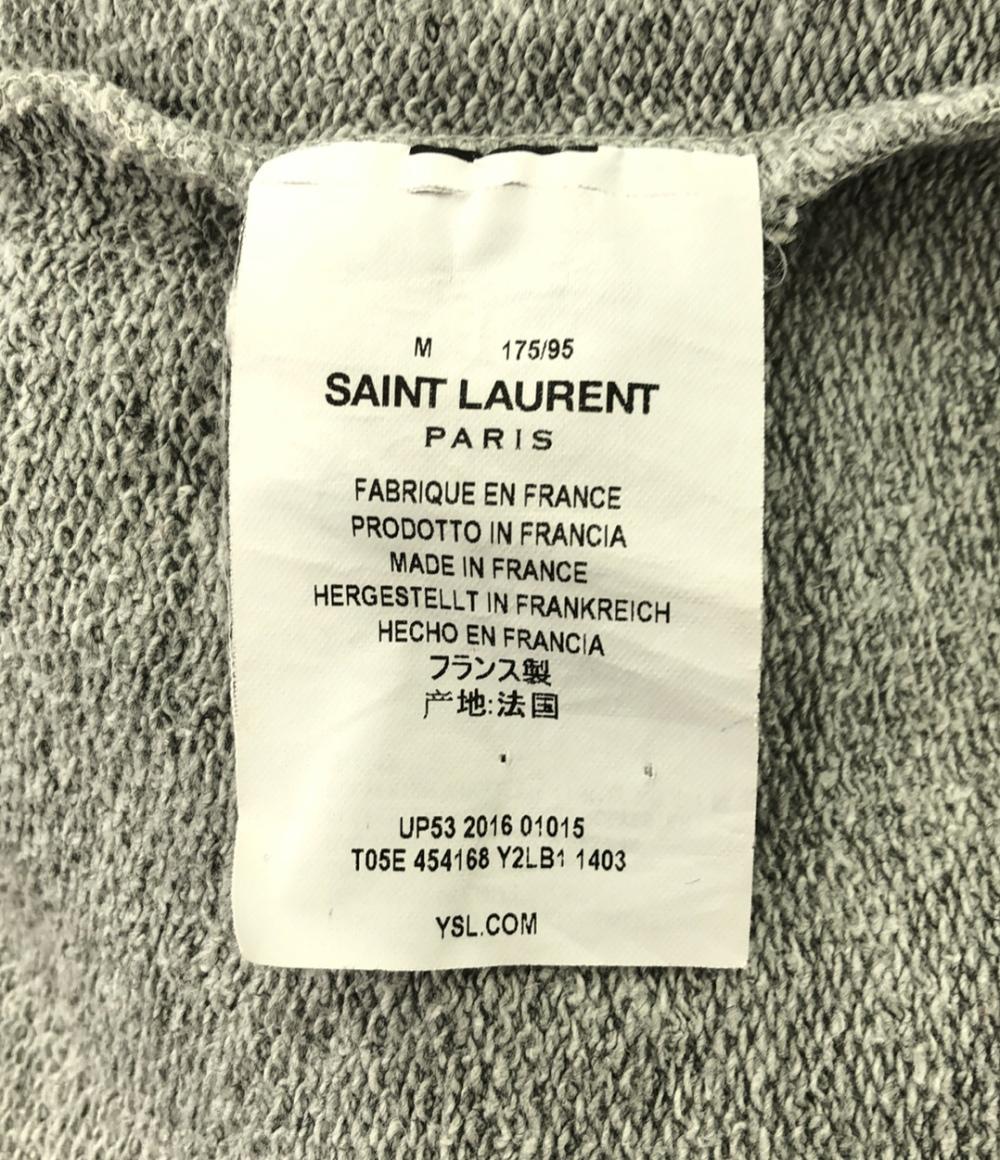 M 175/95
SAINT LAURENT
PARIS
FABRIQUE EN FRANCE
PRODOTTO IN FRANCIA
MADE IN FRANCE
HERGESTELLT IN FRANKREICH
HECHO EN FRANCIA
フランス製
产地:法国
UP53 2016 01015
T05E 454168 Y2LB1 1403
YSL.COM